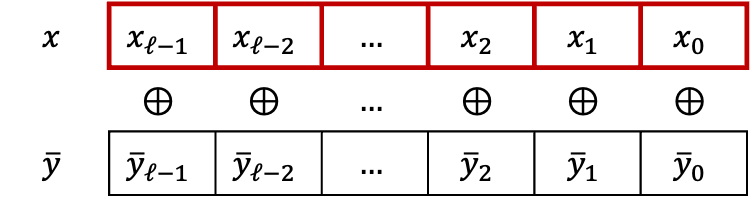 x x_{ℓ−1} x_{ℓ−2} ... x_2 x_1 x_0
⊕ ⊕ ... ⊕ ⊕ ⊕
ȳ ȳ_{ℓ−1} ȳ_{ℓ−2} ... ȳ_2 ȳ_1 ȳ_0